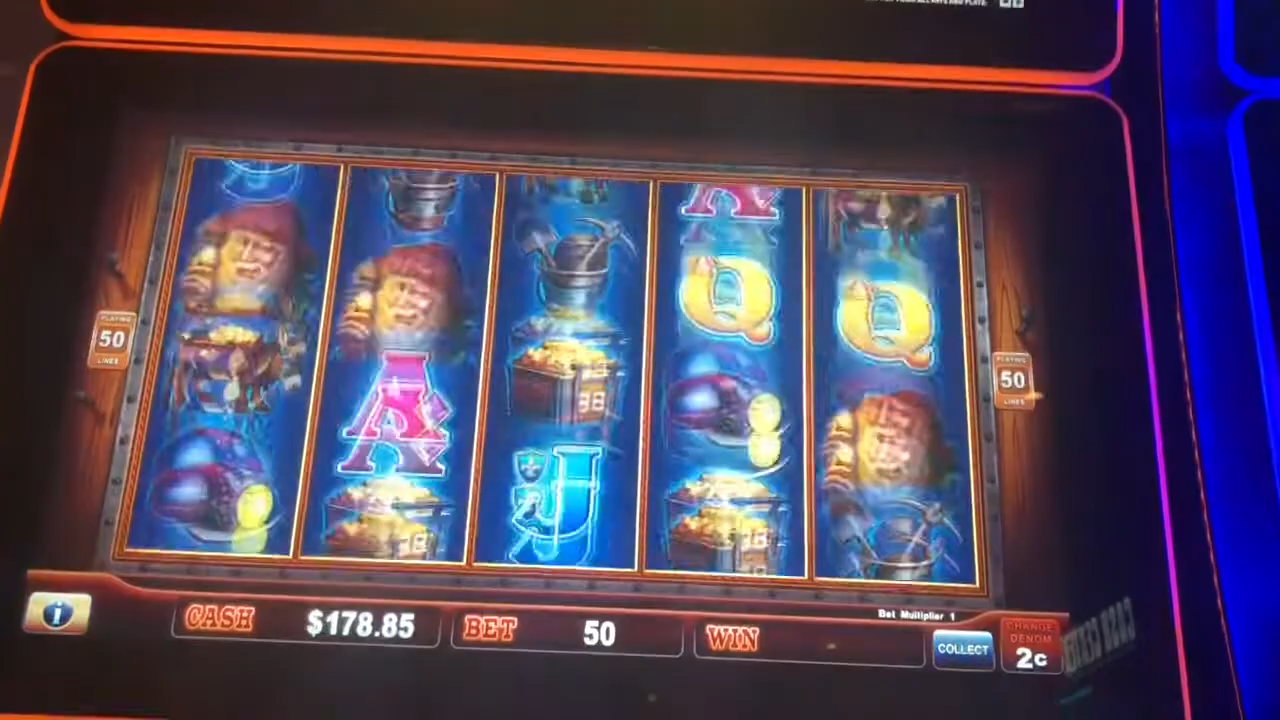 PLAYING
50
LINES
PLAYING
50
LINES
A
Q
Q
A
J
Bet Multiplier 1
CASH $178.85
BET 50
WIN
COLLECT
CHANGE
DENOM
2c